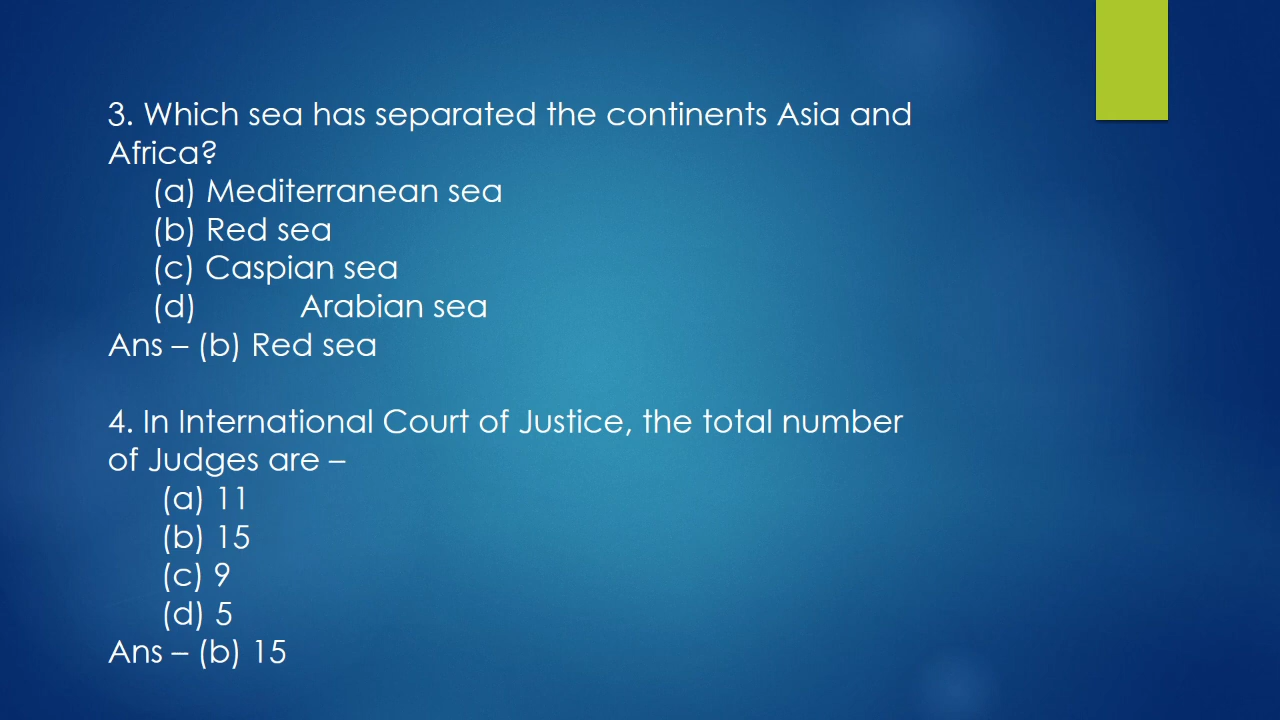 3. Which sea has separated the continents Asia and
Africa?
(a) Mediterranean sea
(b) Red sea
(c) Caspian sea
(d) Arabian sea
Ans – (b) Red sea
4. In International Court of Justice, the total number
of Judges are –
(a) 11
(b) 15
(c) 9
(d) 5
Ans – (b) 15